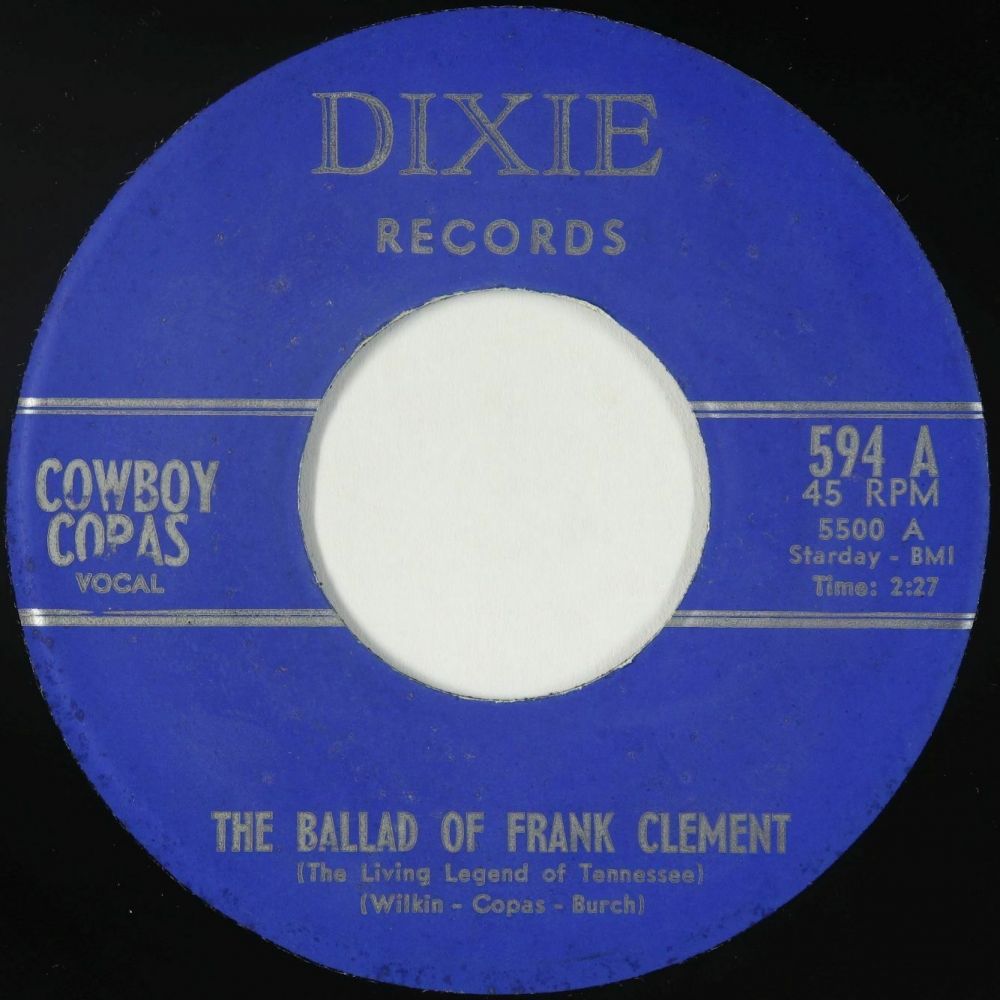 DIXIE
RECORDS
COWBOY
COPAS
VOCAL
594 A
45 RPM
5500 A
Starday - BMI
Time: 2:27
THE BALLAD OF FRANK CLEMENT
(The Living Legend of Tennessee)
(Wilkin - Copas - Burch)